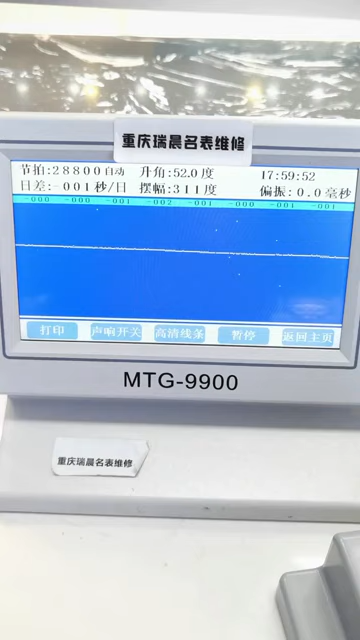 重庆瑞晨名表维修
节拍:28800自动 升角:52.0度 17:59:52
日差:-001秒/日 摆幅:311度 偏振:0.0毫秒
-000 -000 -001 -002 -001 -000 -001 -001
打印 声响开关 高清线条 暂停 返回主页
MTG-9900
重庆瑞晨名表维修